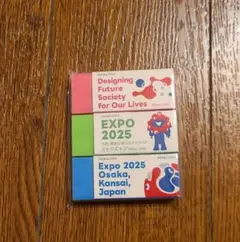 Designing
Future
Society
for Our Lives
EXPO
2025
Expo 2025
Osaka,
Kansai,
Japan